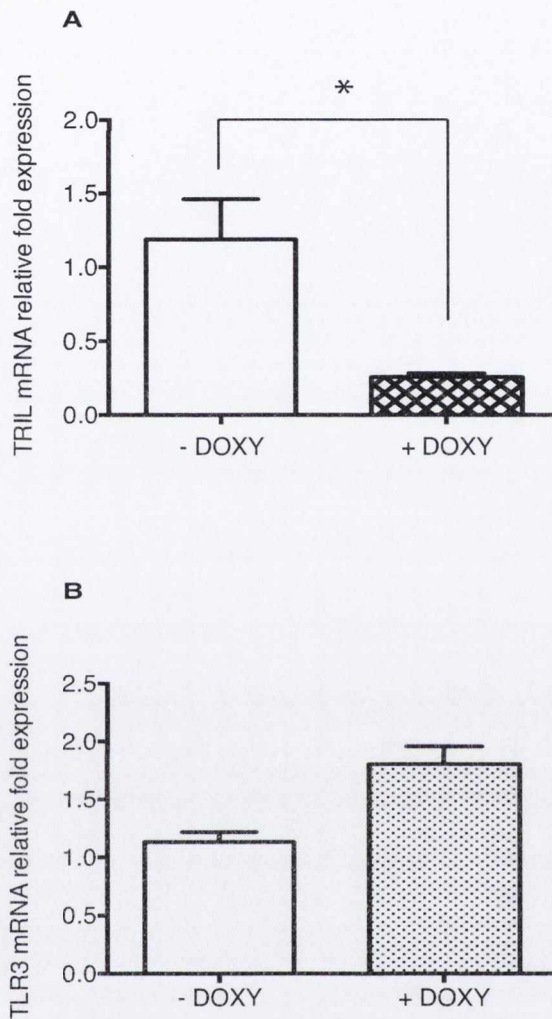 A
*
TRIL mRNA relative fold expression
2.0
1.5
1.0
0.5
0.0
- DOXY + DOXY
B
TLR3 mRNA relative fold expression
2.5
2.0
1.5
1.0
0.5
0.0
- DOXY + DOXY